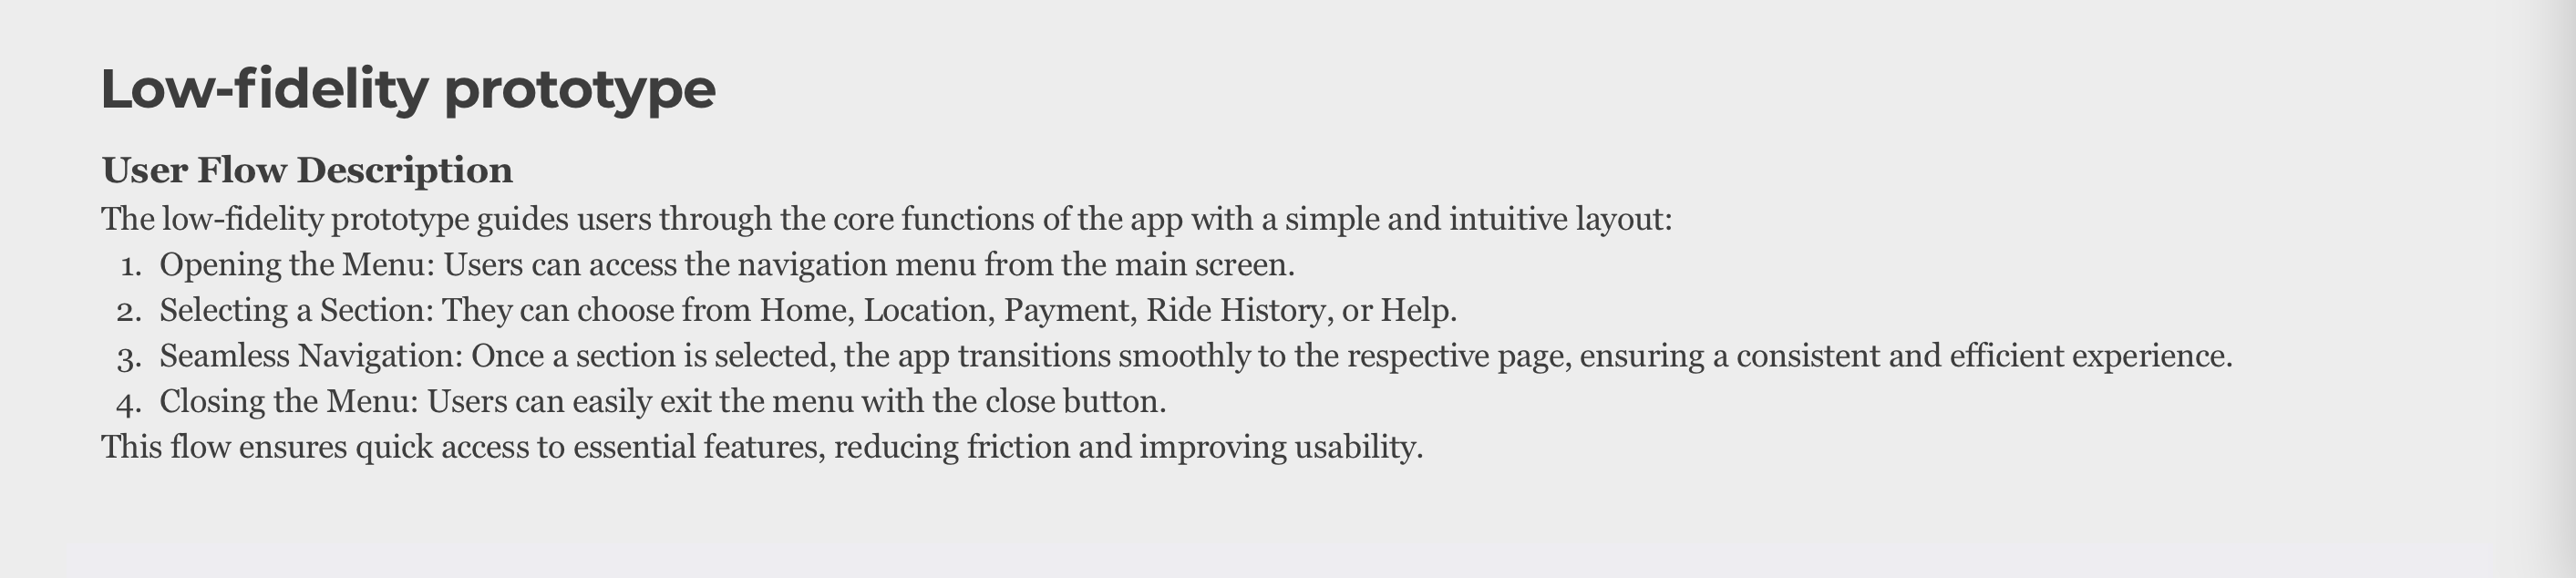 Low-fidelity prototype
User Flow Description
The low-fidelity prototype guides users through the core functions of the app with a simple and intuitive layout:
1. Opening the Menu: Users can access the navigation menu from the main screen.
2. Selecting a Section: They can choose from Home, Location, Payment, Ride History, or Help.
3. Seamless Navigation: Once a section is selected, the app transitions smoothly to the respective page, ensuring a consistent and efficient experience.
4. Closing the Menu: Users can easily exit the menu with the close button.
This flow ensures quick access to essential features, reducing friction and improving usability.